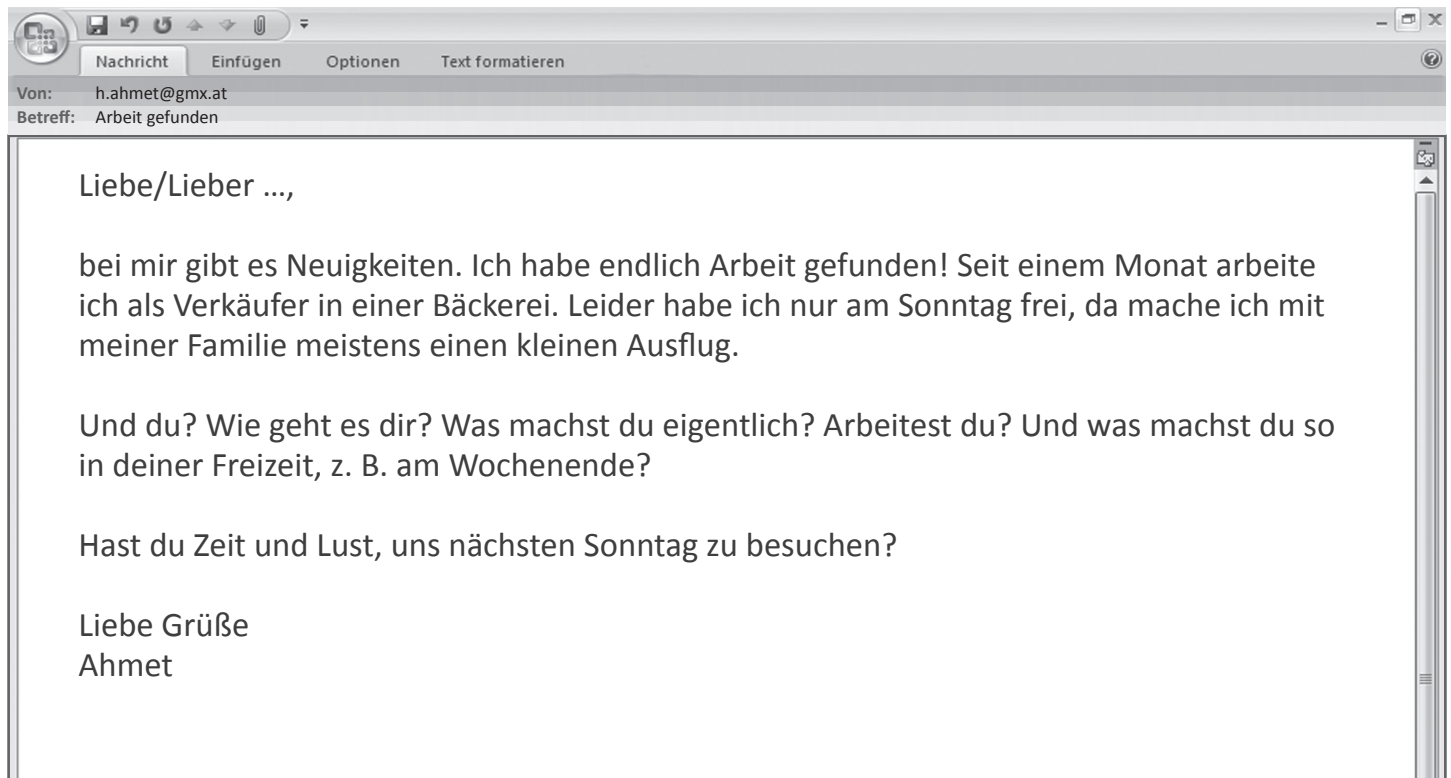 Nachricht Einfügen Optionen Text formatieren
Von: h.ahmet@gmx.at
Betreff: Arbeit gefunden
Liebe/Lieber ...,
bei mir gibt es Neuigkeiten. Ich habe endlich Arbeit gefunden! Seit einem Monat arbeite
ich als Verkäufer in einer Bäckerei. Leider habe ich nur am Sonntag frei, da mache ich mit
meiner Familie meistens einen kleinen Ausflug.
Und du? Wie geht es dir? Was machst du eigentlich? Arbeitest du? Und was machst du so
in deiner Freizeit, z. B. am Wochenende?
Hast du Zeit und Lust, uns nächsten Sonntag zu besuchen?
Liebe Grüße
Ahmet